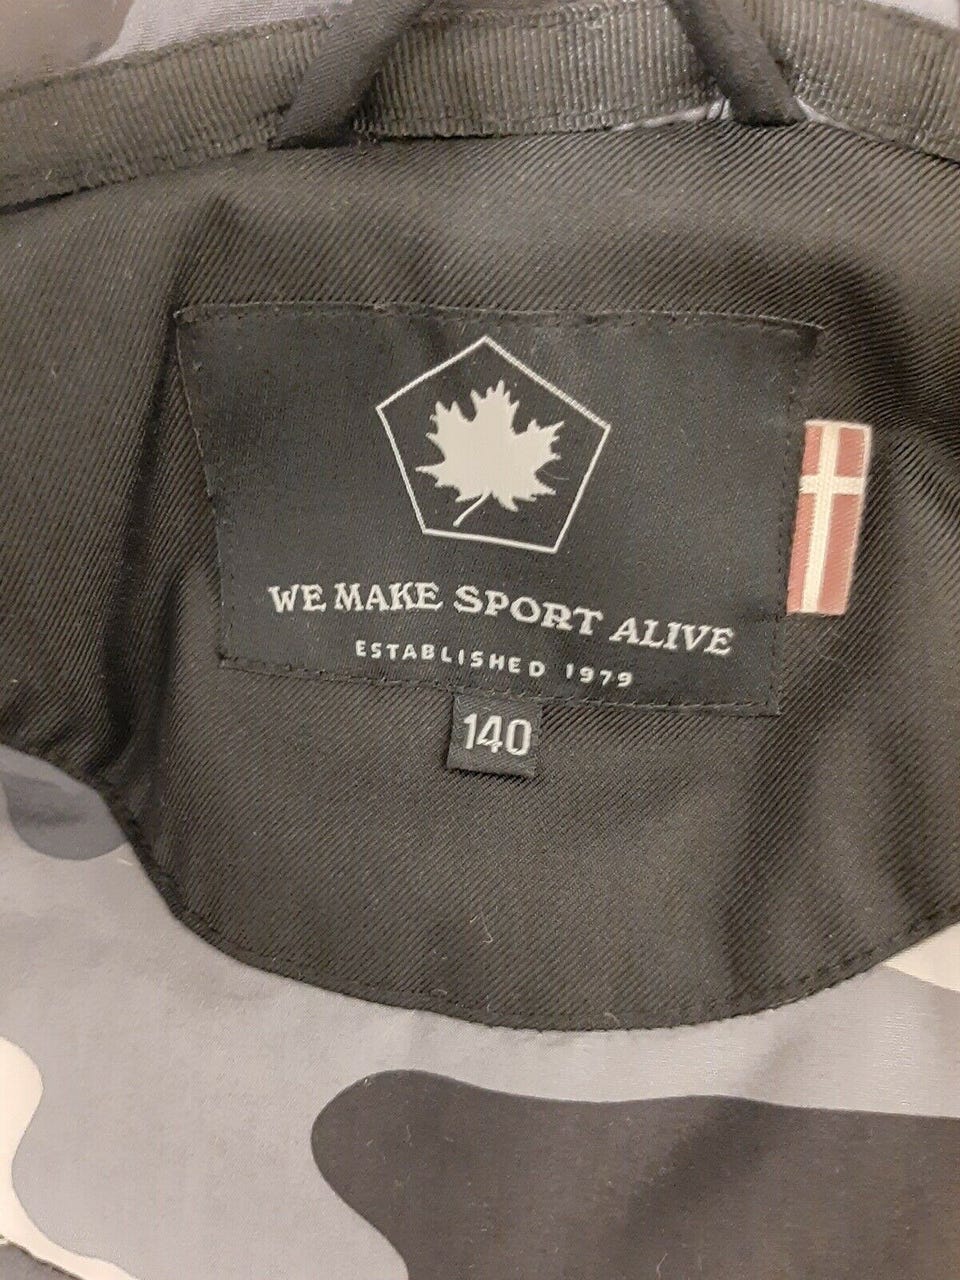 WE MAKE SPORT ALIVE
ESTABLISHED 1979
140